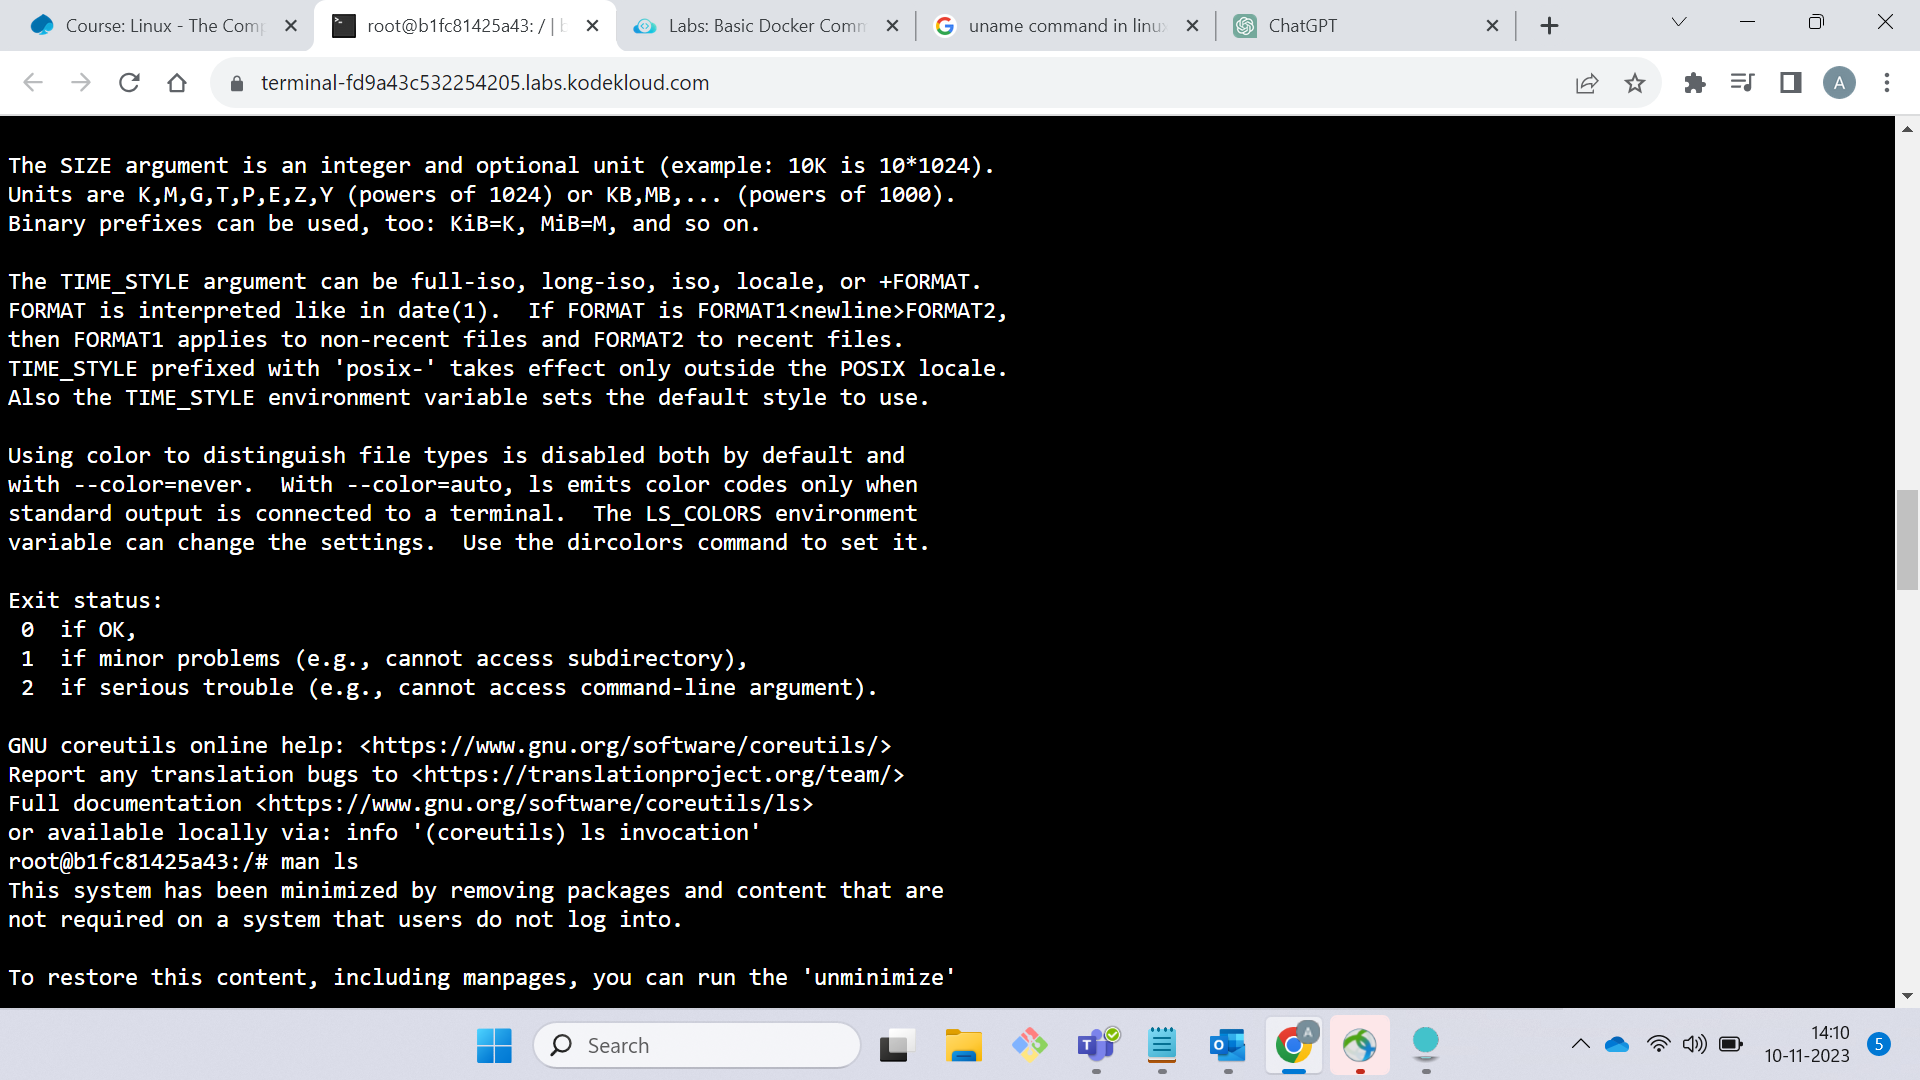 Course: Linux - The Comp
root@b1fc81425a43: / | b
Labs: Basic Docker Comm
uname command in linux
ChatGPT
terminal-fd9a43c532254205.labs.kodekloud.com
A
The SIZE argument is an integer and optional unit (example: 10K is 10*1024).
Units are K,M,G,T,P,E,Z,Y (powers of 1024) or KB,MB,... (powers of 1000).
Binary prefixes can be used, too: KiB=K, MiB=M, and so on.
The TIME_STYLE argument can be full-iso, long-iso, iso, locale, or +FORMAT.
FORMAT is interpreted like in date(1).  If FORMAT is FORMAT1<newline>FORMAT2,
then FORMAT1 applies to non-recent files and FORMAT2 to recent files.
TIME_STYLE prefixed with 'posix-' takes effect only outside the POSIX locale.
Also the TIME_STYLE environment variable sets the default style to use.
Using color to distinguish file types is disabled both by default and
with --color=never.  With --color=auto, ls emits color codes only when
standard output is connected to a terminal.  The LS_COLORS environment
variable can change the settings.  Use the dircolors command to set it.
Exit status:
0  if OK,
1  if minor problems (e.g., cannot access subdirectory),
2  if serious trouble (e.g., cannot access command-line argument).
GNU coreutils online help: <https://www.gnu.org/software/coreutils/>
Report any translation bugs to <https://translationproject.org/team/>
Full documentation <https://www.gnu.org/software/coreutils/ls>
or available locally via: info '(coreutils) ls invocation'
root@b1fc81425a43:/# man ls
This system has been minimized by removing packages and content that are
not required on a system that users do not log into.
To restore this content, including manpages, you can run the 'unminimize'
Search
14:10
10-11-2023
5